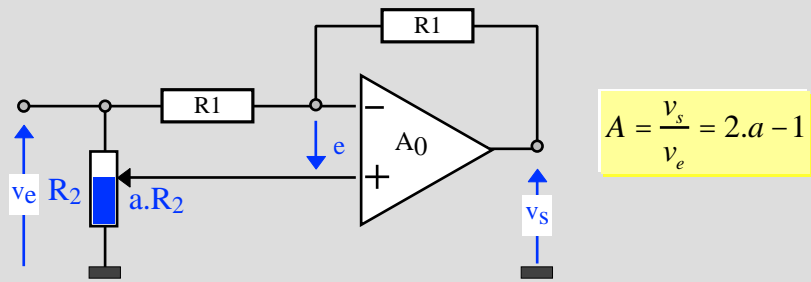 R1
R1
−
e
A0
+
ve
R2
a.R2
vs
A = vs/ve = 2.a − 1